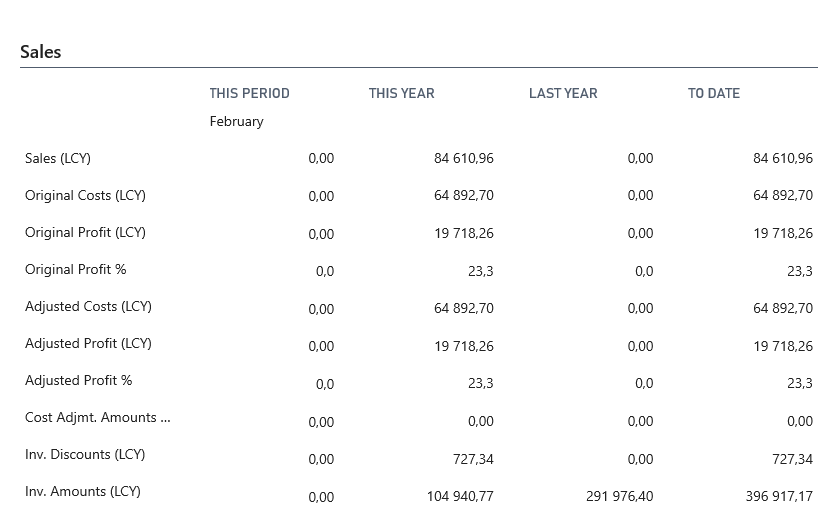 Sales
THIS PERIOD THIS YEAR LAST YEAR TO DATE
February
Sales (LCY) 0,00 84 610,96 0,00 84 610,96
Original Costs (LCY) 0,00 64 892,70 0,00 64 892,70
Original Profit (LCY) 0,00 19 718,26 0,00 19 718,26
Original Profit % 0,0 23,3 0,0 23,3
Adjusted Costs (LCY) 0,00 64 892,70 0,00 64 892,70
Adjusted Profit (LCY) 0,00 19 718,26 0,00 19 718,26
Adjusted Profit % 0,0 23,3 0,0 23,3
Cost Adjmt. Amounts ... 0,00 0,00 0,00 0,00
Inv. Discounts (LCY) 0,00 727,34 0,00 727,34
Inv. Amounts (LCY) 0,00 104 940,77 291 976,40 396 917,17